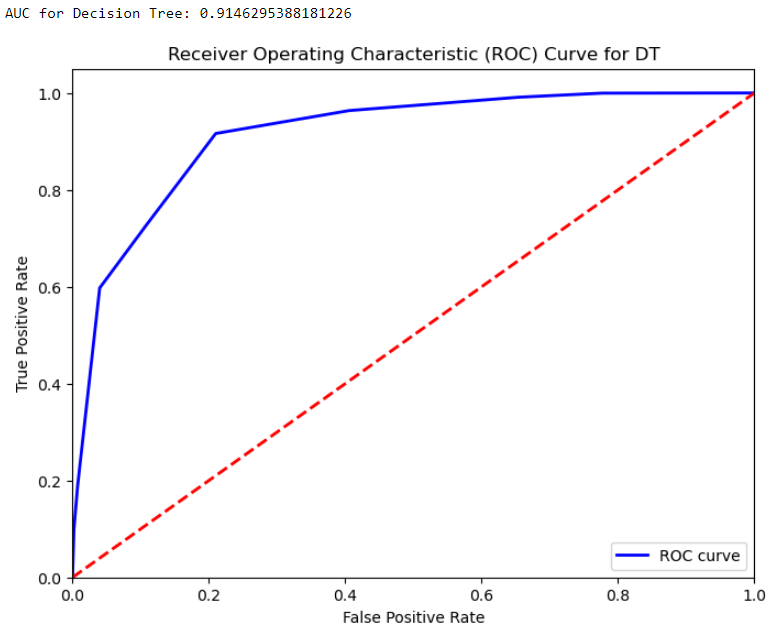 AUC for Decision Tree: 0.9146295388181226
Receiver Operating Characteristic (ROC) Curve for DT
1.0
0.8
0.6
0.4
0.2
0.0
True Positive Rate
ROC curve
0.0 0.2 0.4 0.6 0.8 1.0
False Positive Rate